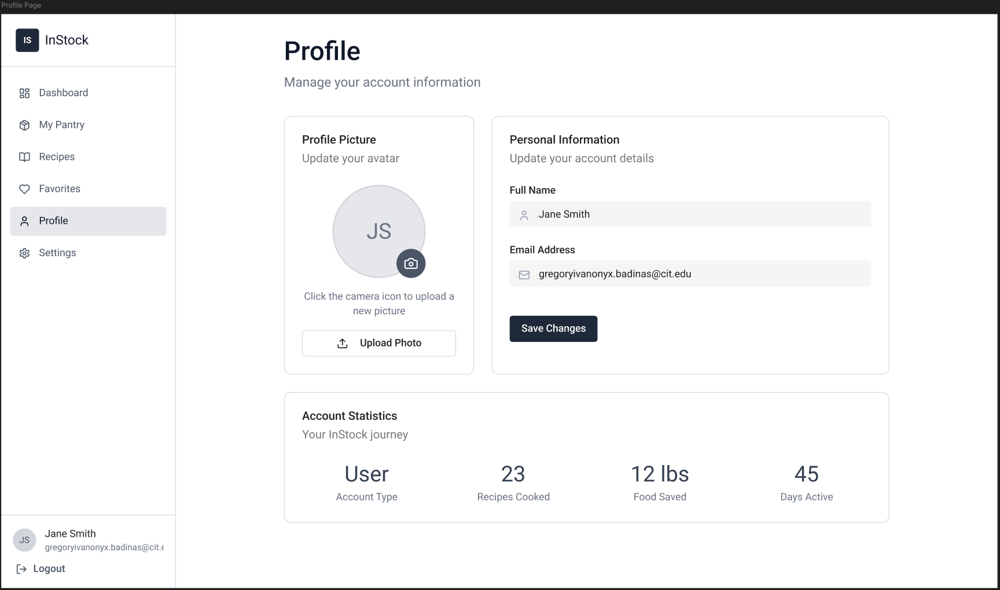 Profile Page
IS
InStock
Dashboard
My Pantry
Recipes
Favorites
Profile
Settings
Jane Smith
JS
gregoryivanonyx.badinas@cit.e
Logout
Profile
Manage your account information
Profile Picture
Update your avatar
JS
Click the camera icon to upload a
new picture
Upload Photo
Personal Information
Update your account details
Full Name
Jane Smith
Email Address
gregoryivanonyx.badinas@cit.edu
Save Changes
Account Statistics
Your InStock journey
User
Account Type
23
Recipes Cooked
12 lbs
Food Saved
45
Days Active